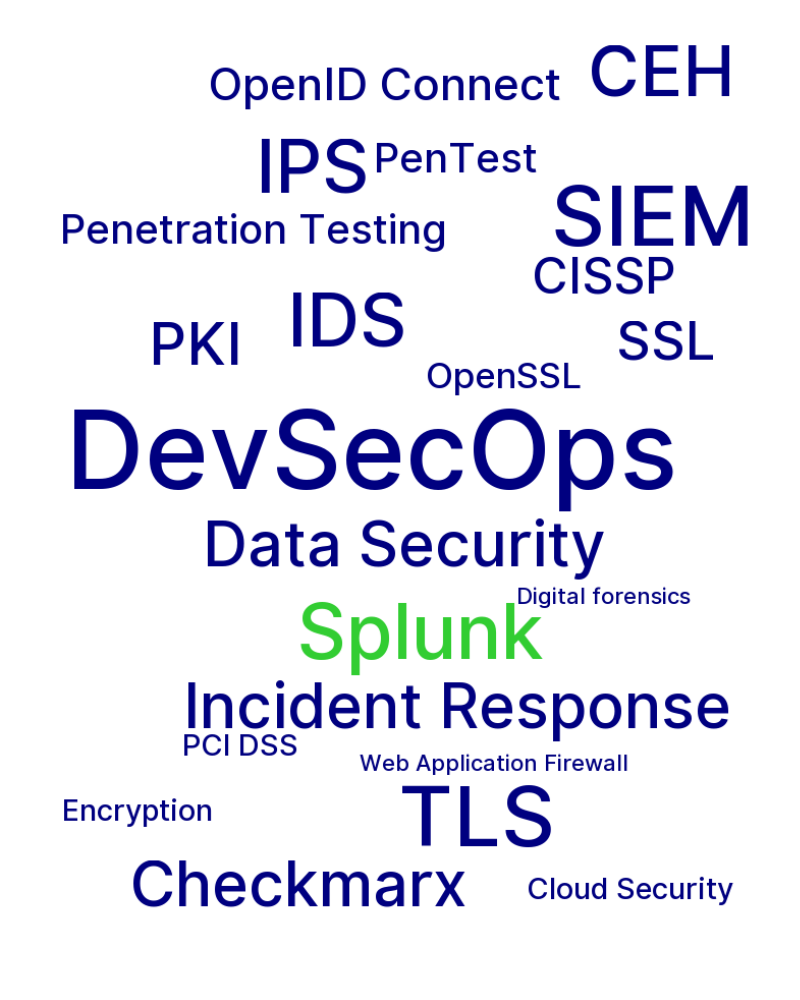 OpenID Connect
CEH
IPS
PenTest
SIEM
Penetration Testing
CISSP
IDS
PKI
SSL
OpenSSL
DevSecOps
Data Security
Digital forensics
Splunk
Incident Response
PCI DSS
Web Application Firewall
Encryption
TLS
Checkmarx
Cloud Security